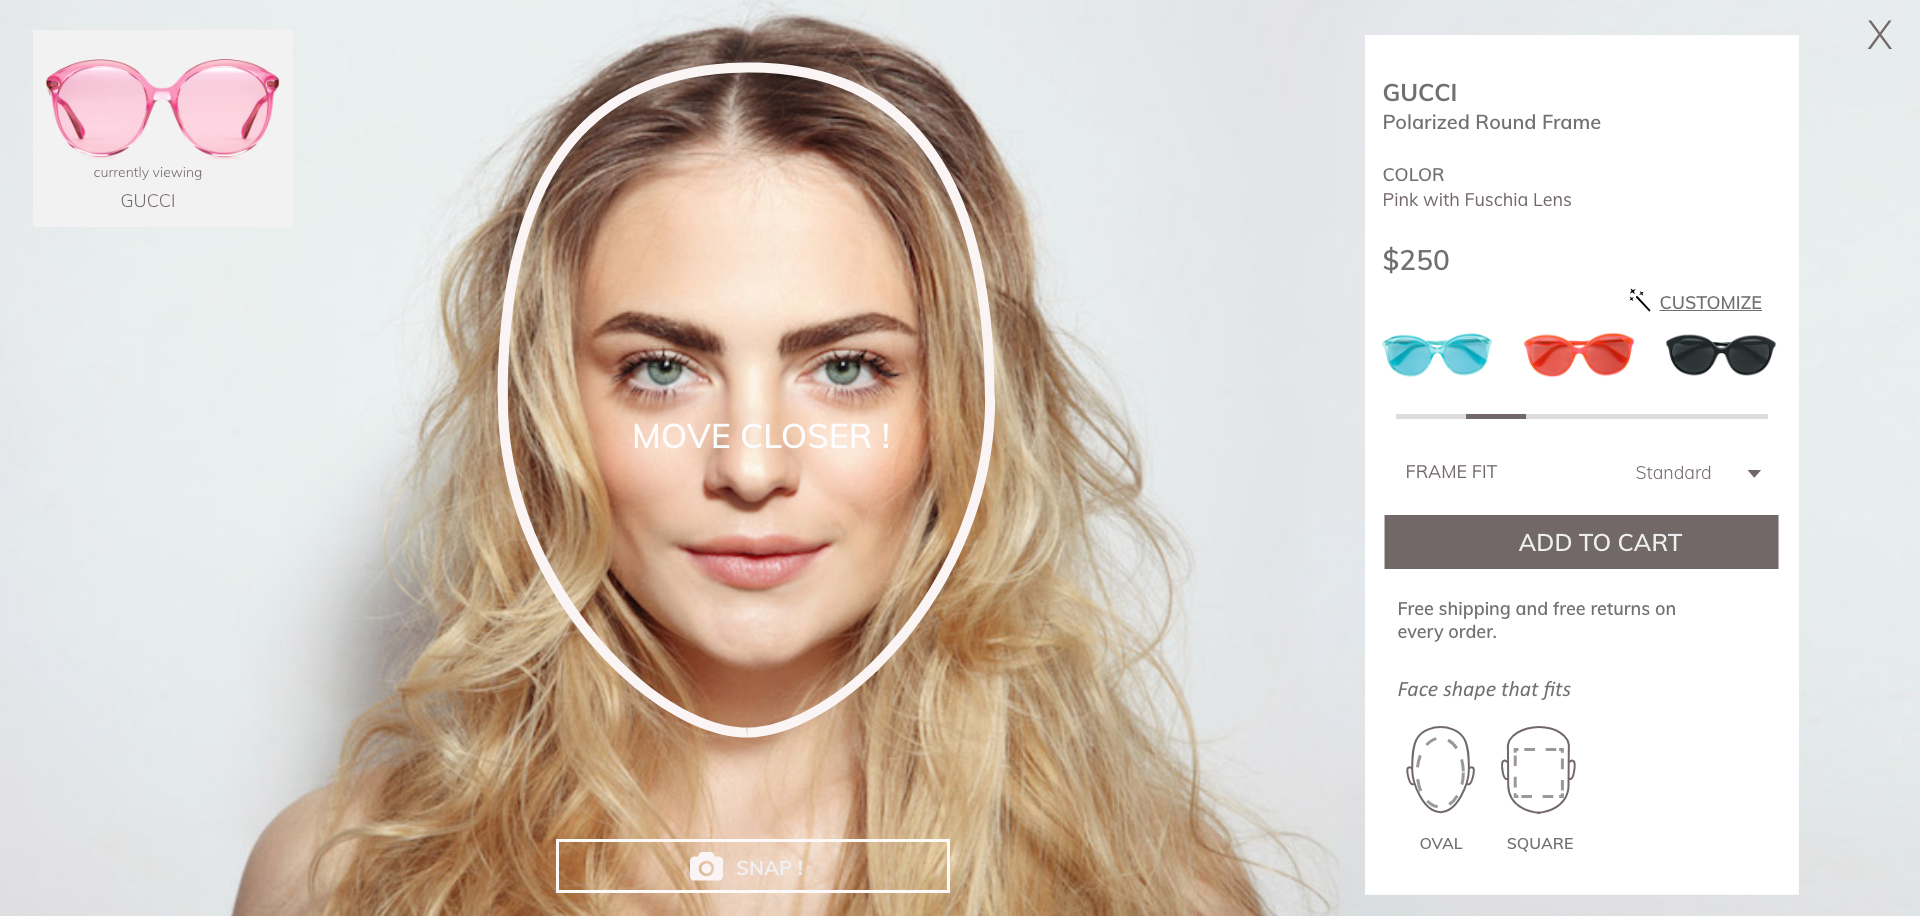 currently viewing
GUCCI
MOVE CLOSER !
SNAP !
X
GUCCI
Polarized Round Frame
COLOR
Pink with Fuschia Lens
$250
CUSTOMIZE
FRAME FIT
Standard
ADD TO CART
Free shipping and free returns on
every order.
Face shape that fits
OVAL
SQUARE